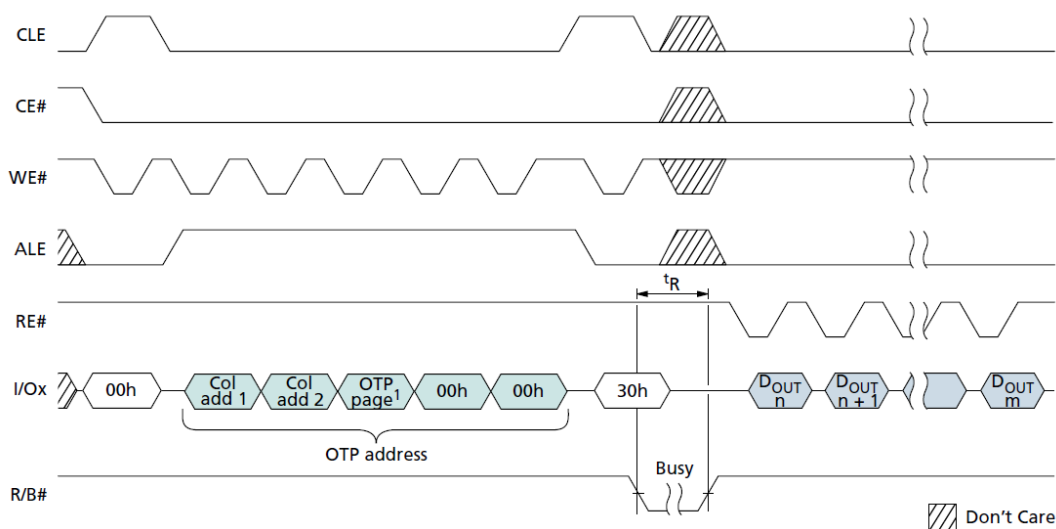 CLE
CE#
WE#
ALE
tR
RE#
I/Ox
00h
Col
add 1
Col
add 2
OTP
page1
00h
00h
30h
DOUT
n
DOUT
n + 1
DOUT
m
OTP address
Busy
R/B#
Don't Care